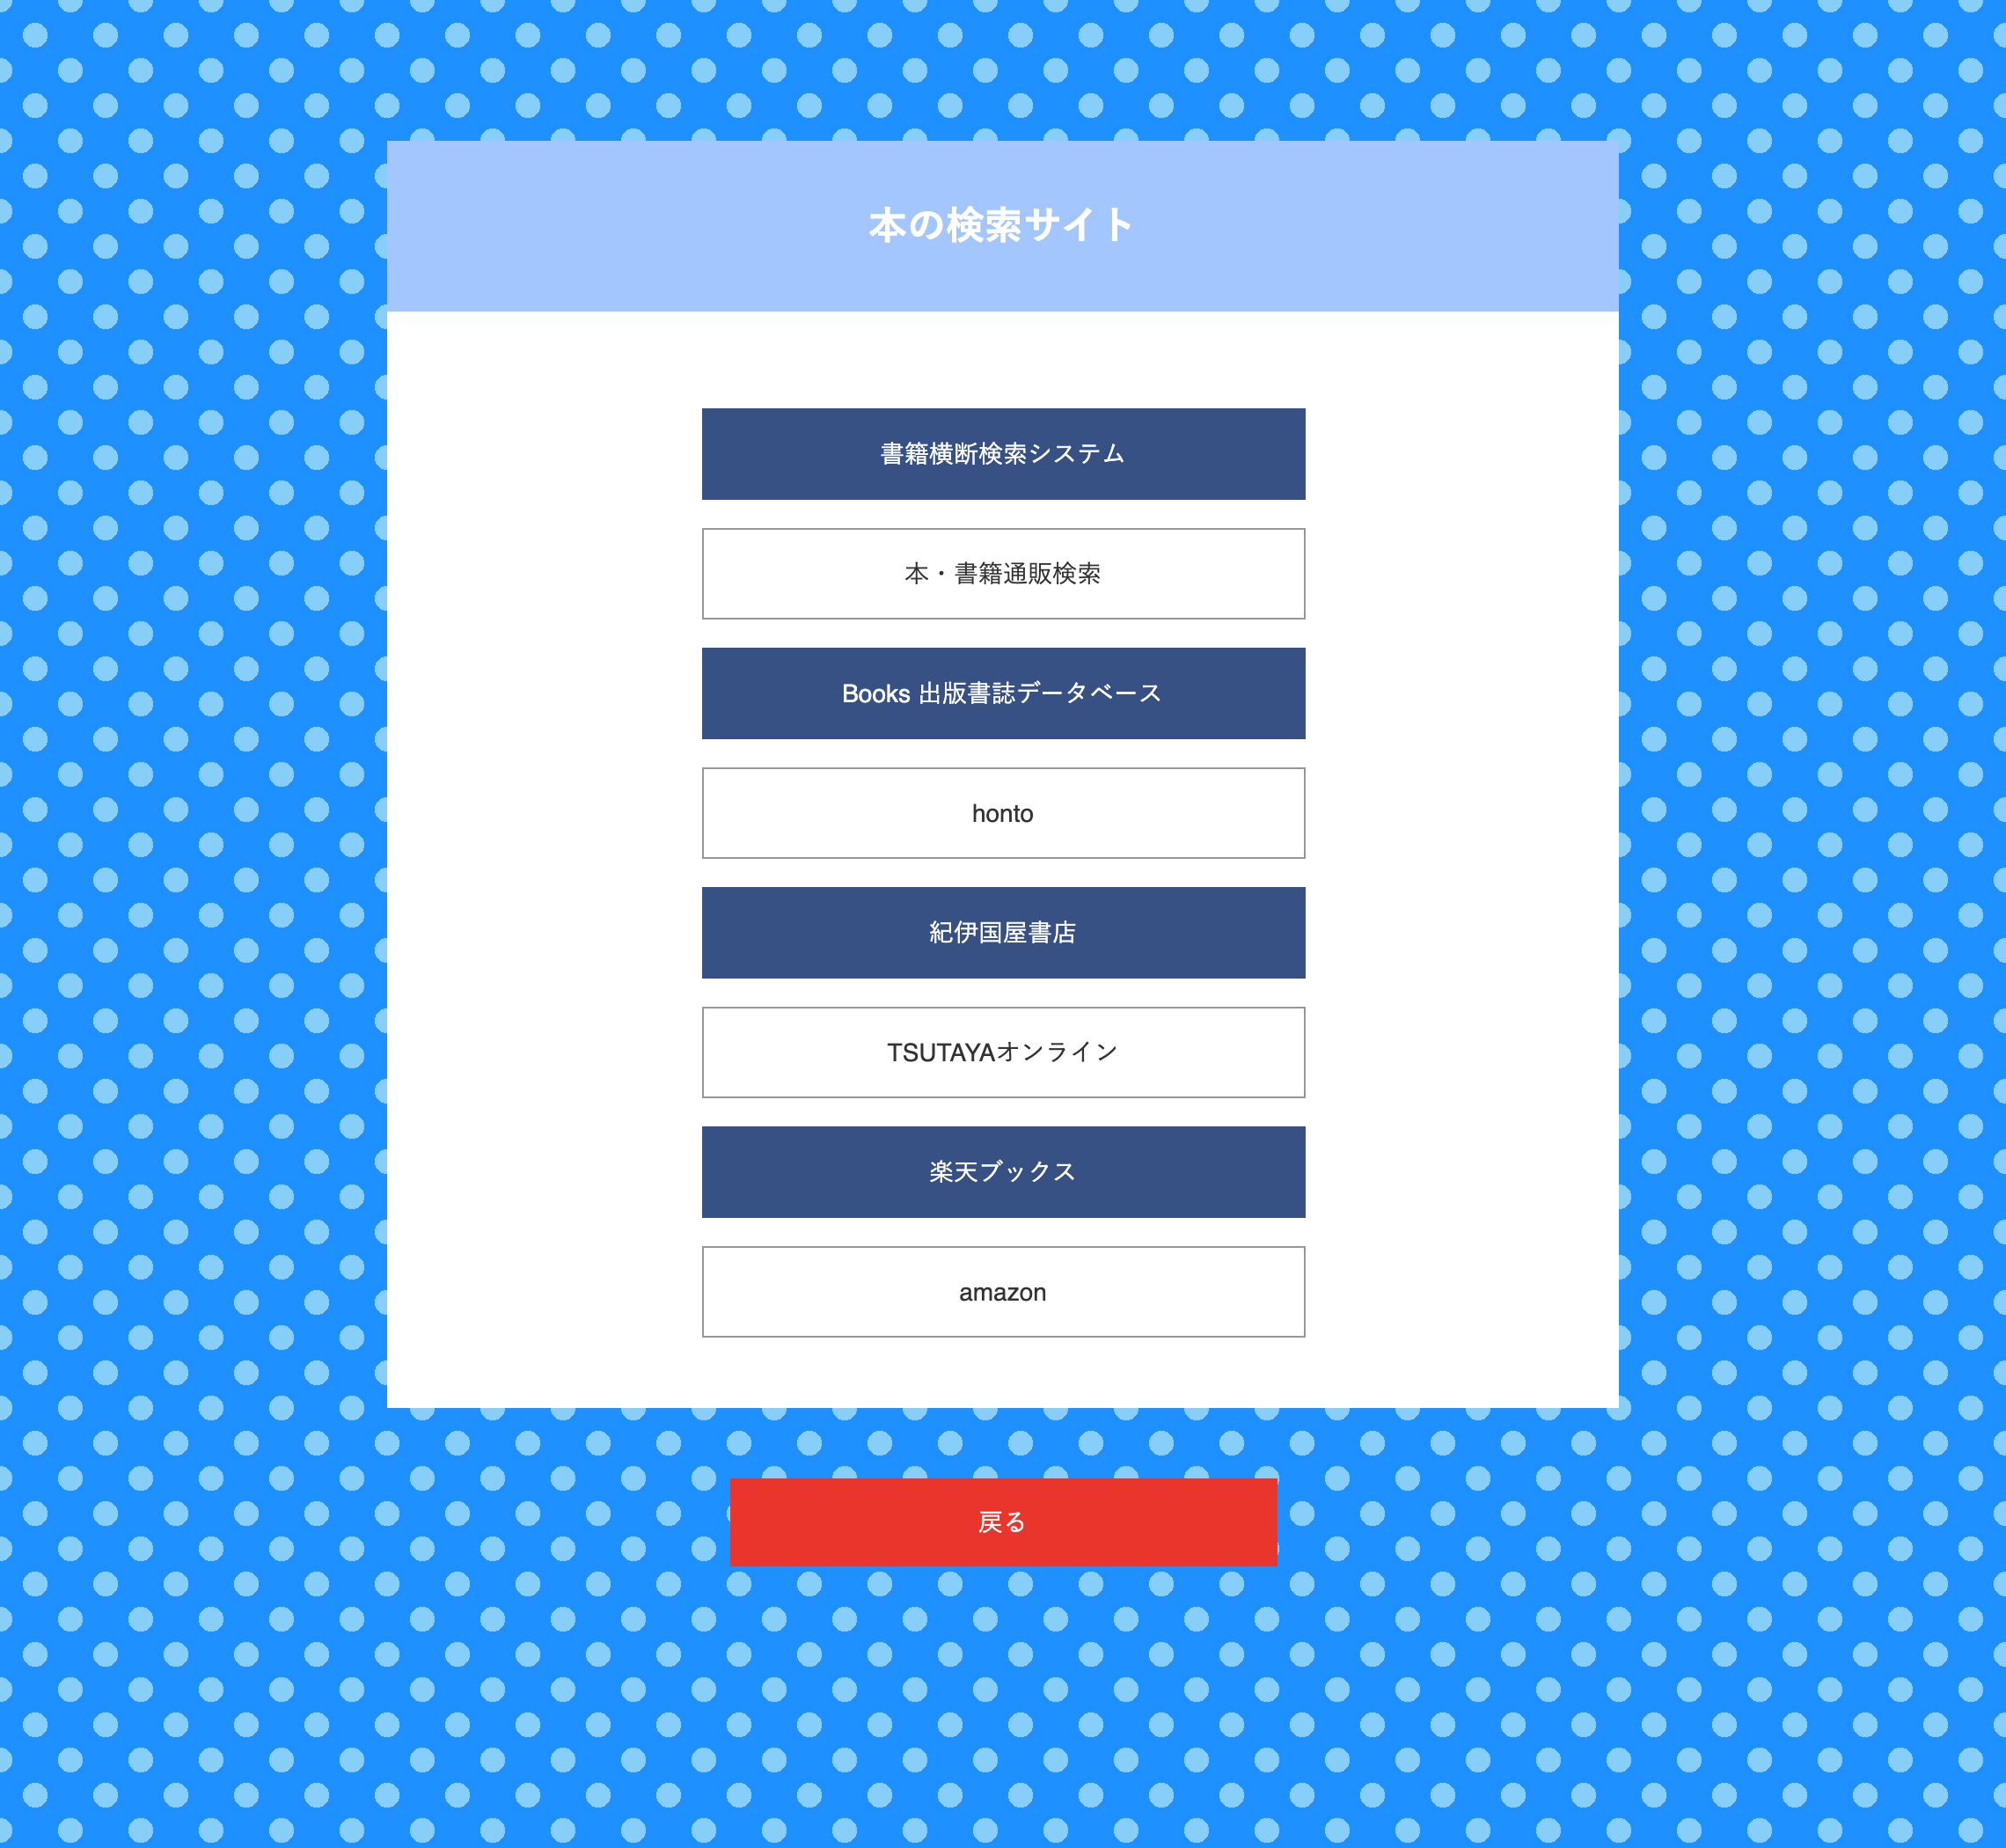 本の検索サイト
書籍横断検索システム
本・書籍通販検索
Books 出版書誌データベース
honto
紀伊国屋書店
TSUTAYAオンライン
楽天ブックス
amazon
戻る